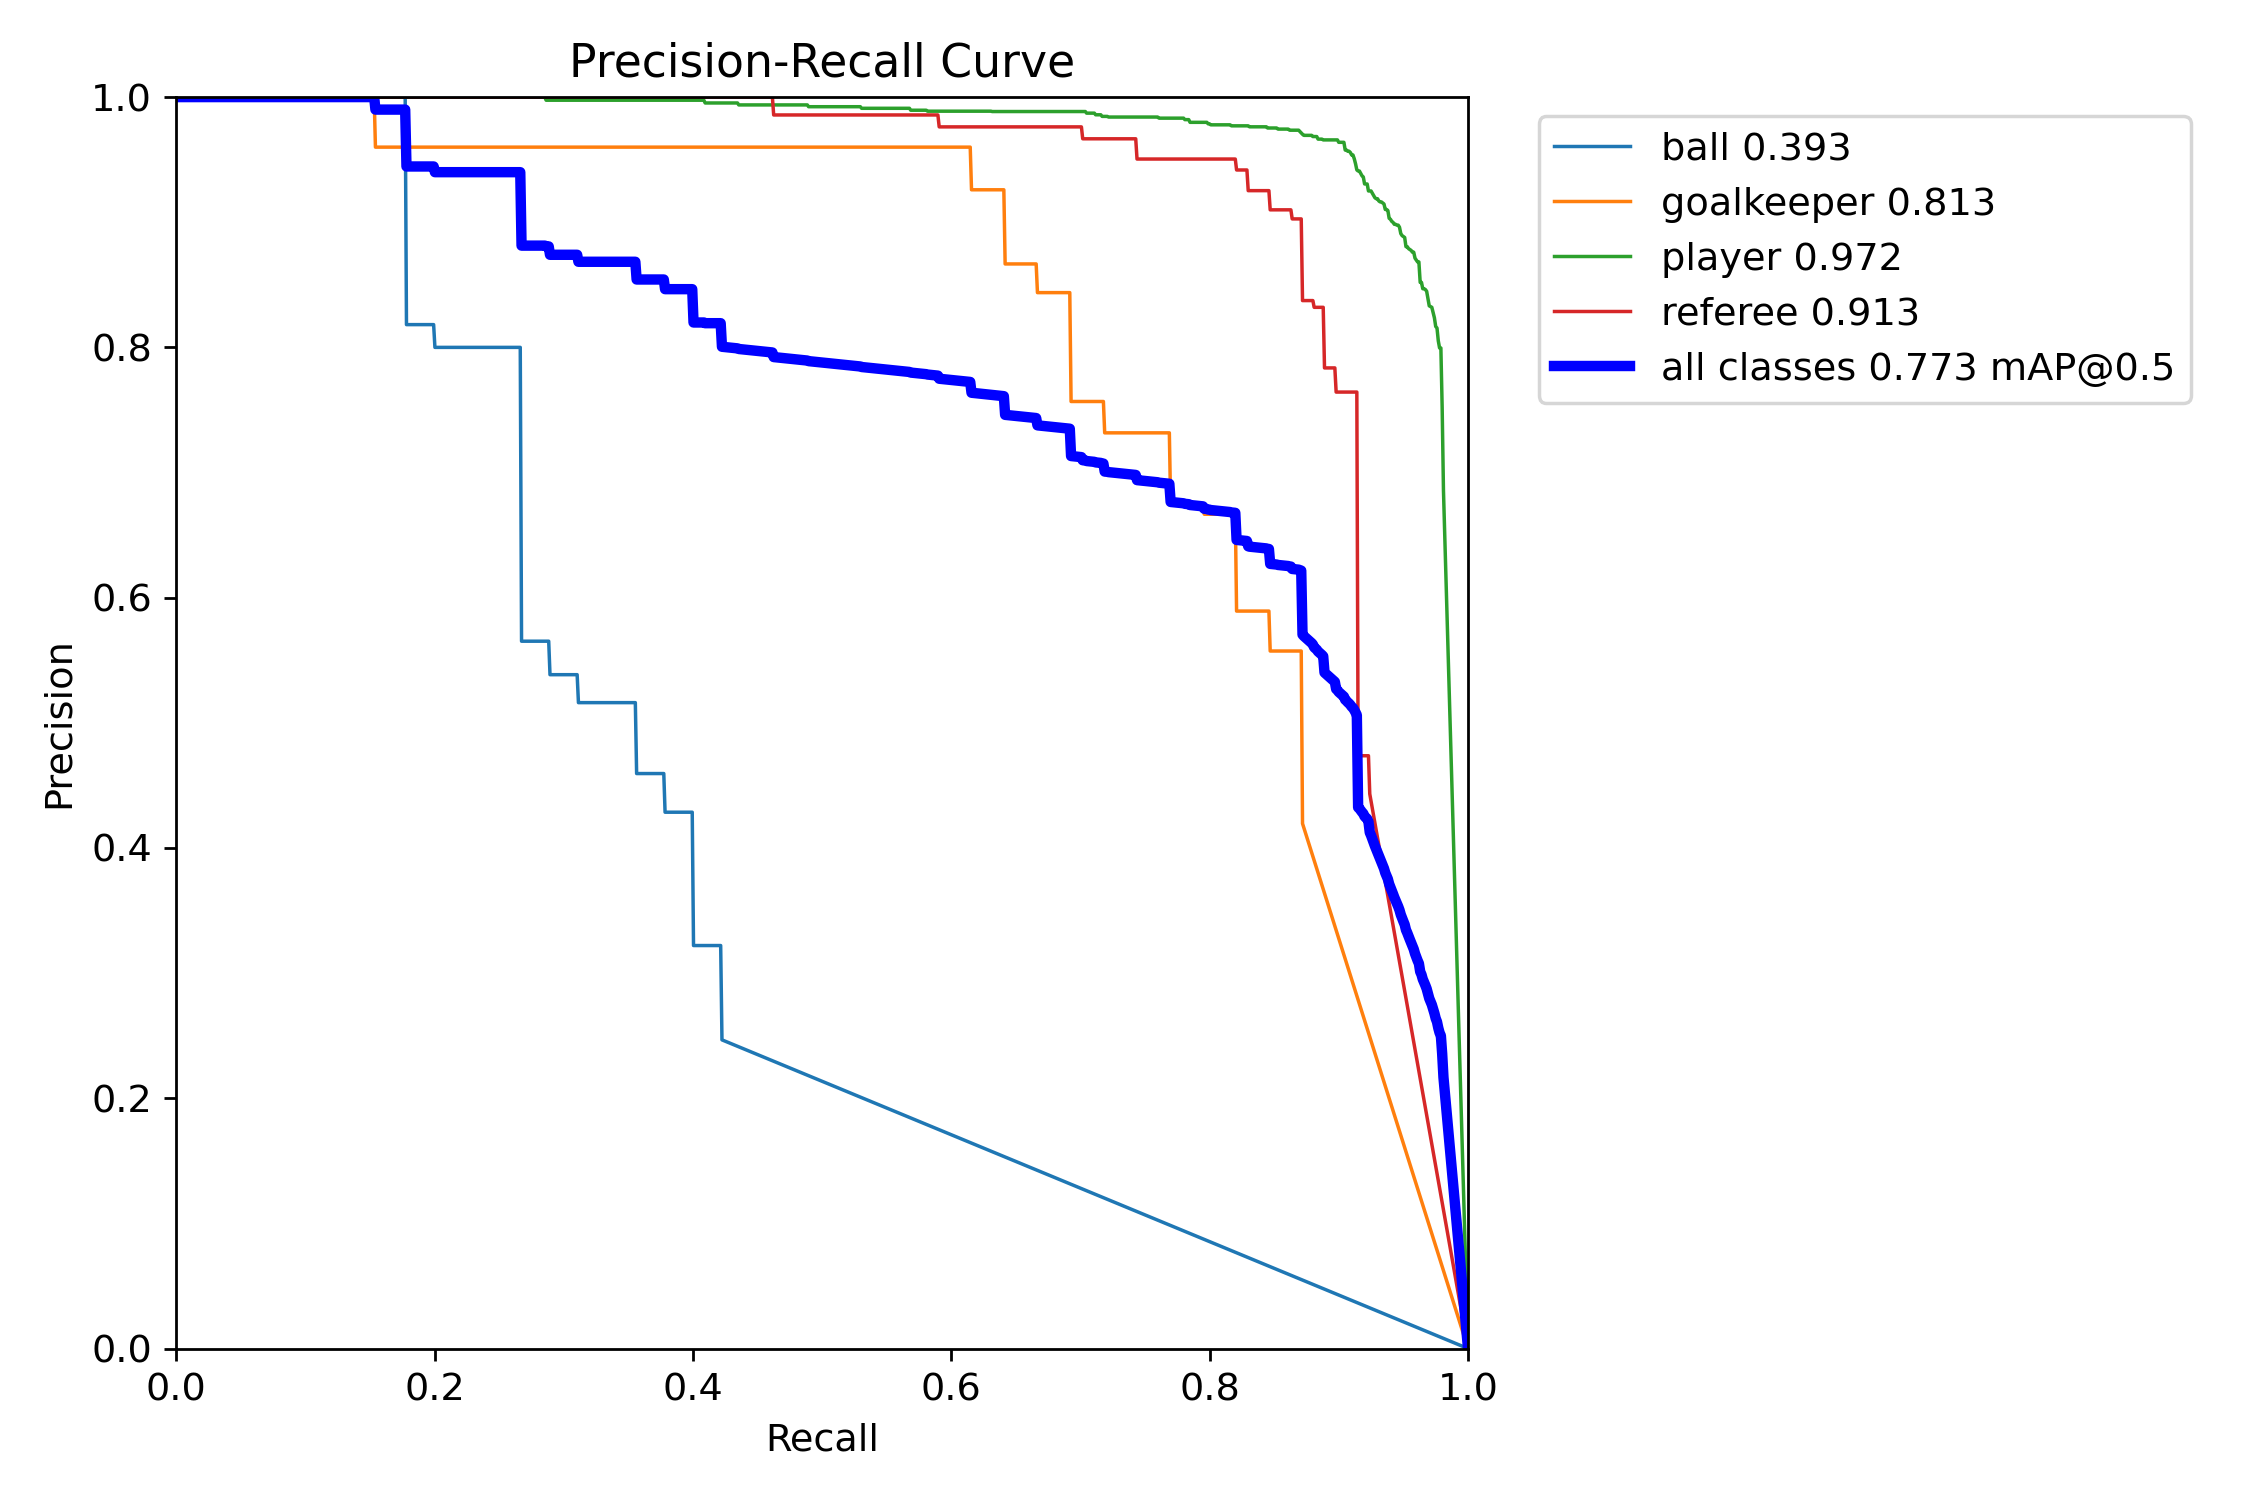 Precision-Recall Curve
1.0
0.8
0.6
0.4
0.2
0.0
Precision
0.0 0.2 0.4 0.6 0.8 1.0
Recall
ball 0.393
goalkeeper 0.813
player 0.972
referee 0.913
all classes 0.773 mAP@0.5